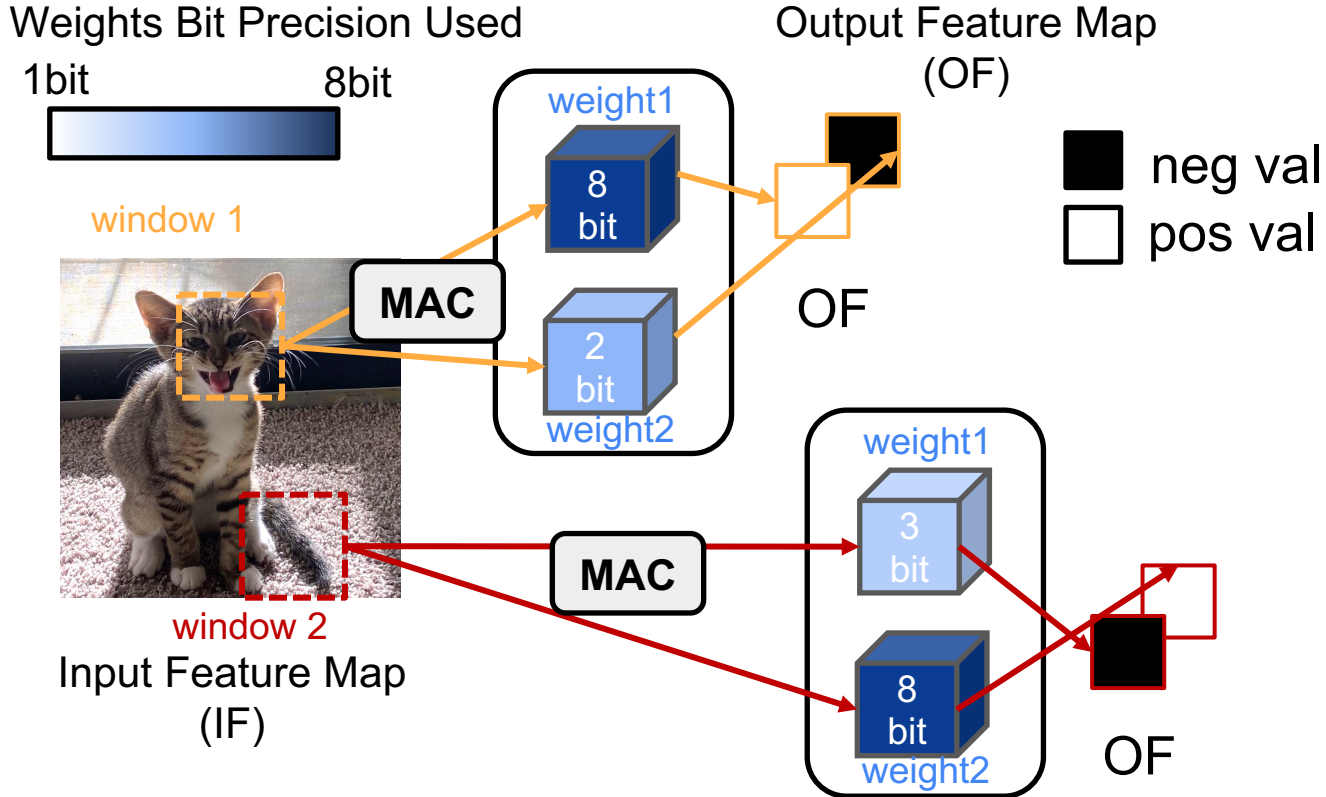 Weights Bit Precision Used
1bit
8bit
Output Feature Map
(OF)
neg val
pos val
window 1
MAC
weight1
8
bit
2
bit
weight2
OF
window 2
Input Feature Map
(IF)
MAC
weight1
3
bit
8
bit
weight2
OF